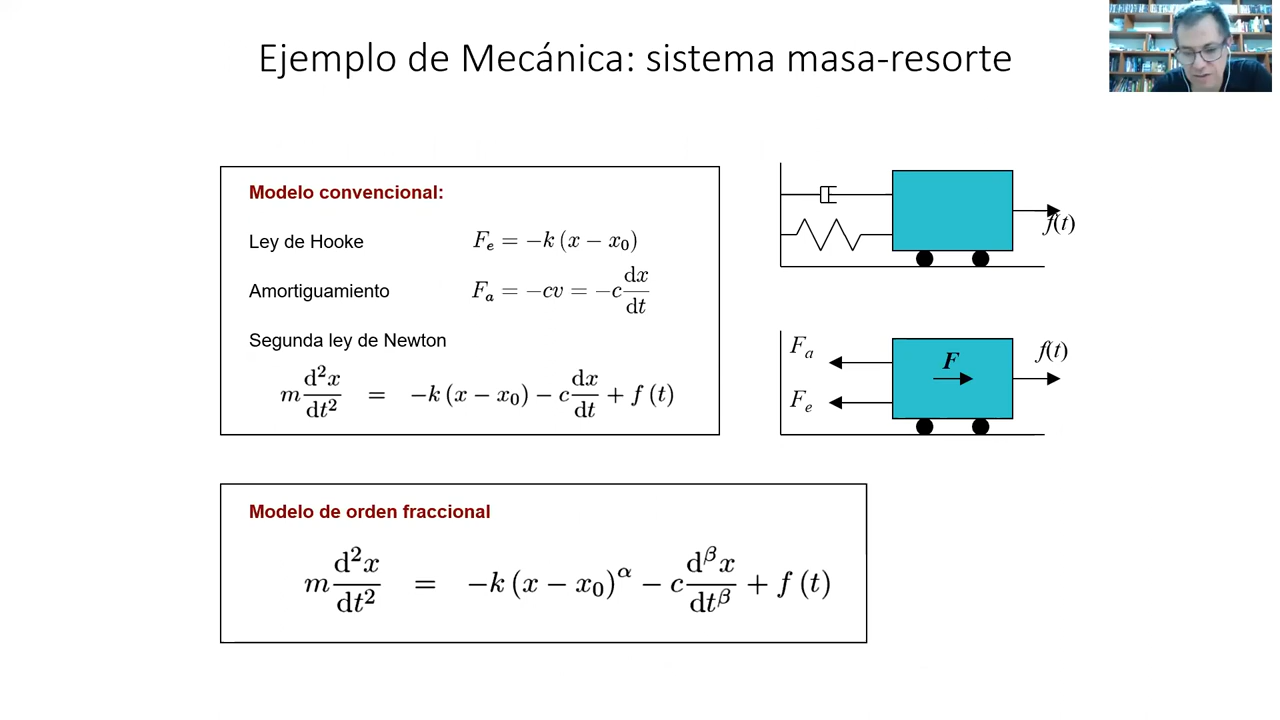 Ejemplo de Mecánica: sistema masa-resorte
Modelo convencional:
Ley de Hooke F_e = −k (x − x_0)
Amortiguamiento F_a = −cv = −c dx/dt
Segunda ley de Newton
m d²x/dt² = −k (x − x_0) − c dx/dt + f (t)
f(t)
F_a F f(t)
F_e
Modelo de orden fraccional
m d²x/dt² = −k (x − x_0)^α − c d^β x/dt^β + f (t)